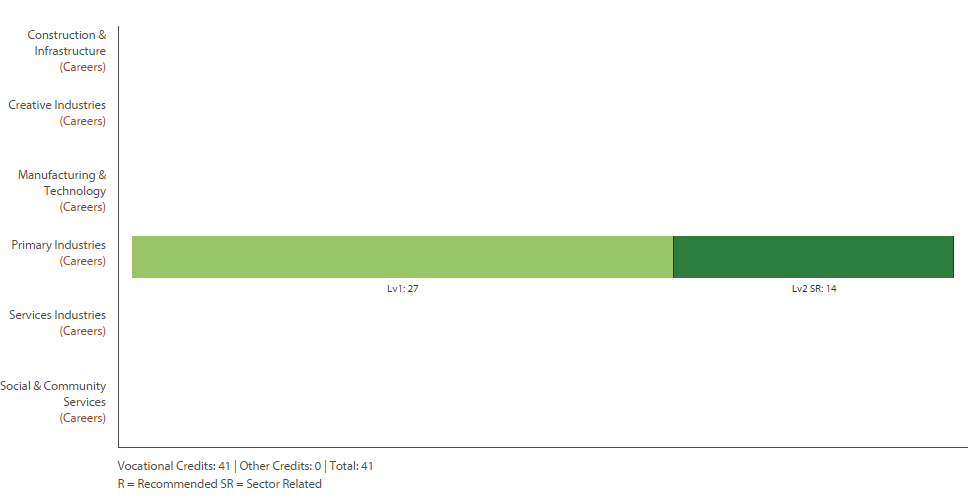 Construction &
Infrastructure
(Careers)
Creative Industries
(Careers)
Manufacturing &
Technology
(Careers)
Primary Industries
(Careers)
Lv1: 27
Lv2 SR: 14
Services Industries
(Careers)
Social & Community
Services
(Careers)
Vocational Credits: 41 | Other Credits: 0 | Total: 41
R = Recommended SR = Sector Related